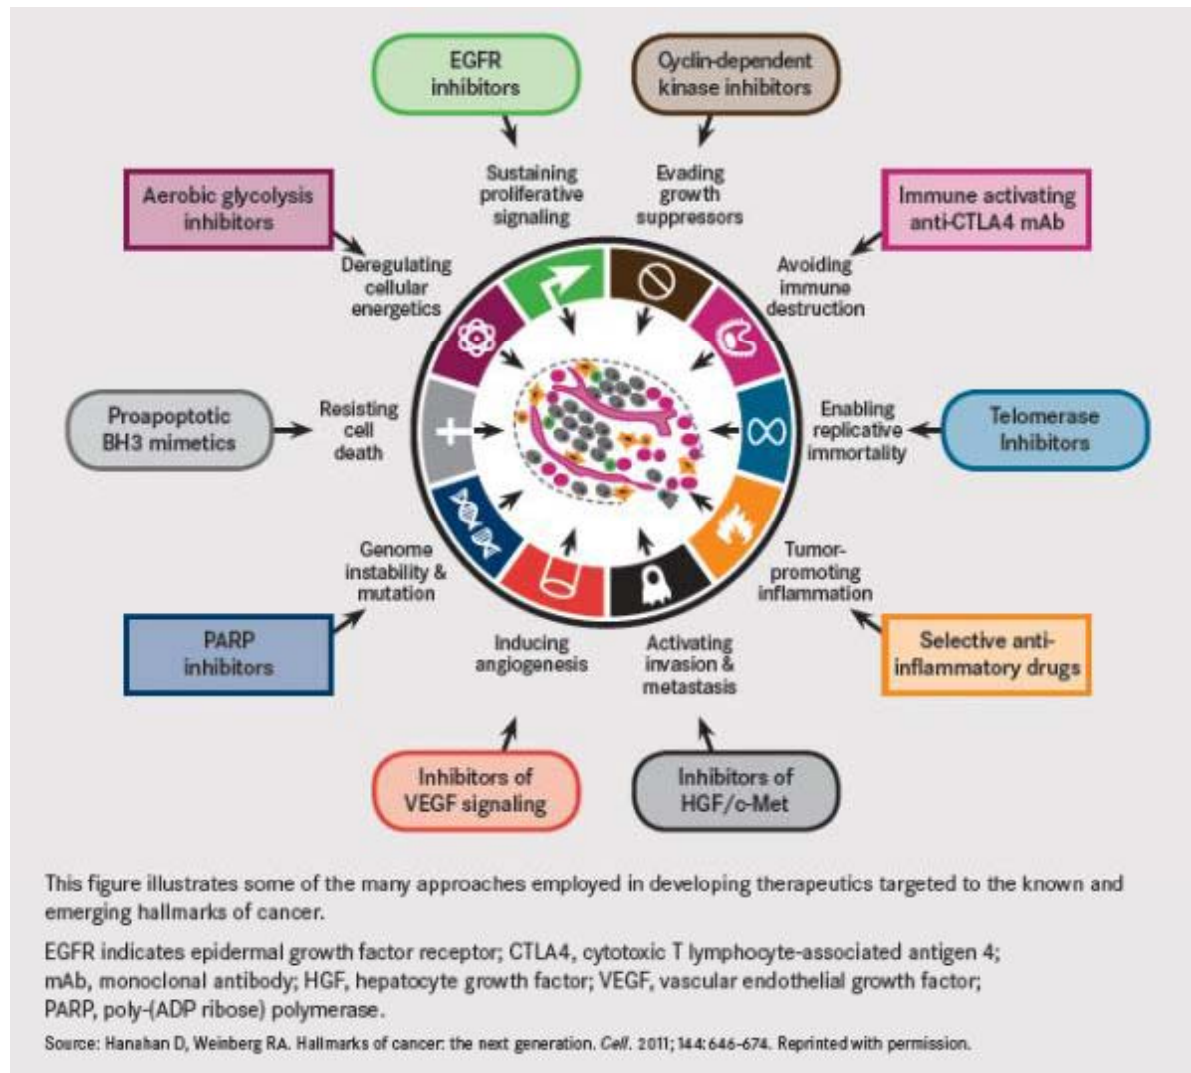 EGFR
inhibitors
Cyclin-dependent
kinase inhibitors
Sustaining
proliferative
signaling
Evading
growth
suppressors
Aerobic glycolysis
inhibitors
Immune activating
anti-CTLA4 mAb
Deregulating
cellular
energetics
Avoiding
immune
destruction
Proapoptotic
BH3 mimetics
Resisting
cell
death
Enabling
replicative
immortality
Telomerase
Inhibitors
Genome
instability &
mutation
Tumor-
promoting
inflammation
PARP
inhibitors
Inducing
angiogenesis
Activating
invasion &
metastasis
Selective anti-
inflammatory drugs
Inhibitors of
VEGF signaling
Inhibitors of
HGF/c-Met
This figure illustrates some of the many approaches employed in developing therapeutics targeted to the known and
emerging hallmarks of cancer.
EGFR indicates epidermal growth factor receptor; CTLA4, cytotoxic T lymphocyte-associated antigen 4;
mAb, monoclonal antibody; HGF, hepatocyte growth factor; VEGF, vascular endothelial growth factor;
PARP, poly-(ADP ribose) polymerase.
Source: Hanahan D, Weinberg RA. Hallmarks of cancer: the next generation. Cell. 2011; 144: 646-674. Reprinted with permission.